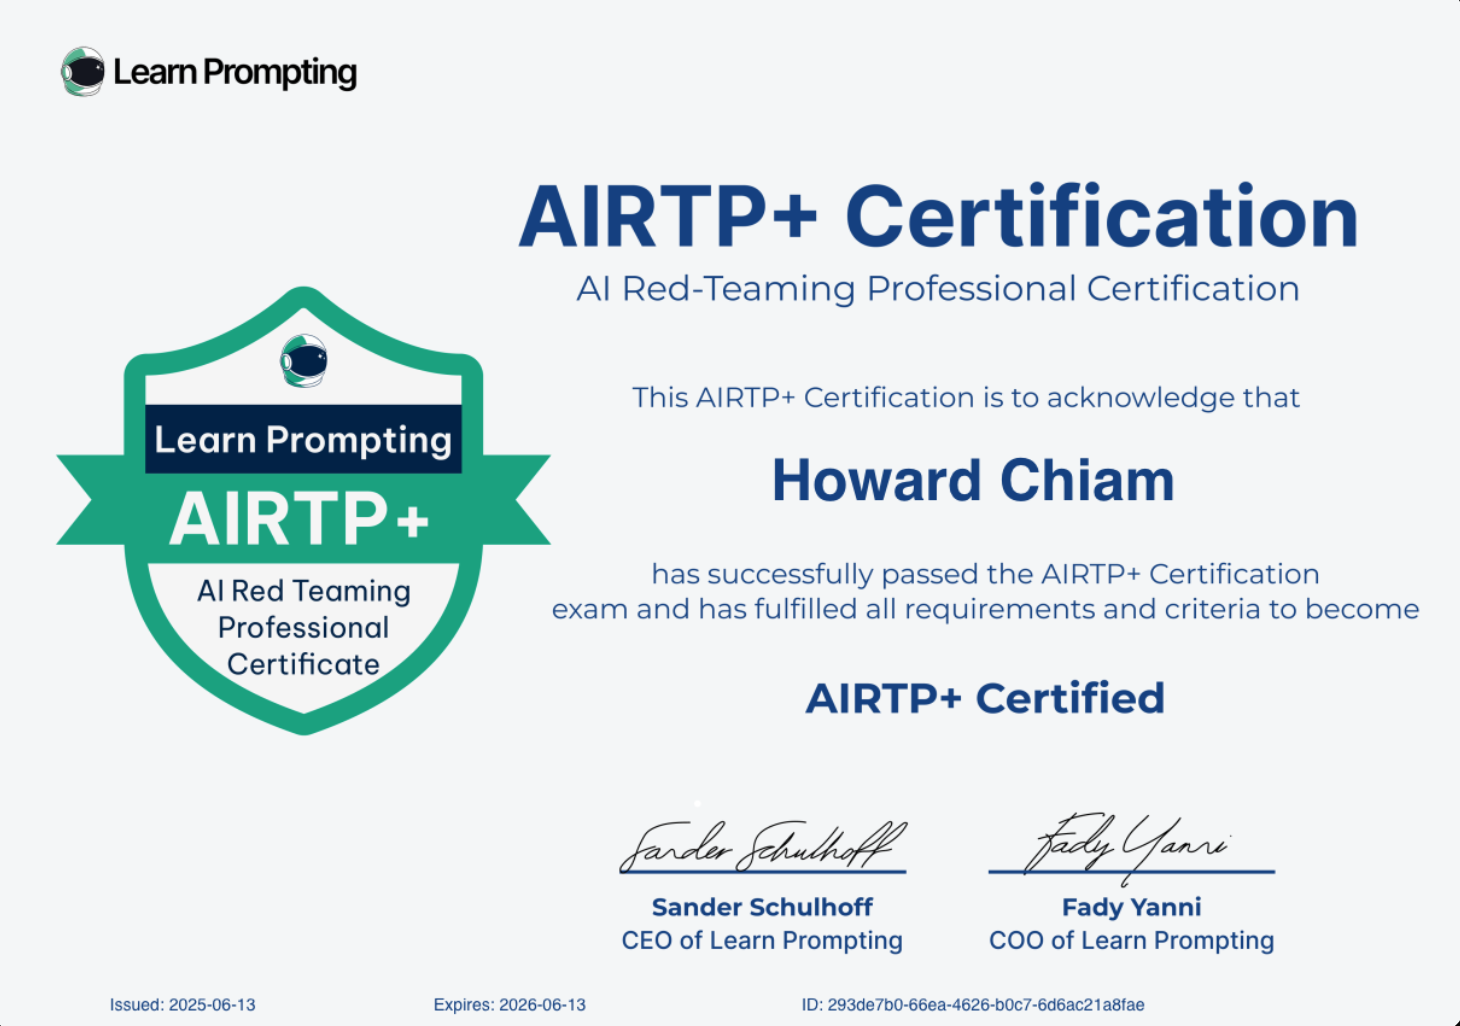 Learn Prompting
AIRTP+ Certification
AI Red-Teaming Professional Certification
This AIRTP+ Certification is to acknowledge that
Howard Chiam
has successfully passed the AIRTP+ Certification
exam and has fulfilled all requirements and criteria to become
AIRTP+ Certified
Learn Prompting
AIRTP+
AI Red Teaming
Professional
Certificate
Sander Schulhoff
Fady Yanni
Sander Schulhoff
CEO of Learn Prompting
Fady Yanni
COO of Learn Prompting
Issued: 2025-06-13
Expires: 2026-06-13
ID: 293de7b0-66ea-4626-b0c7-6d6ac21a8fae